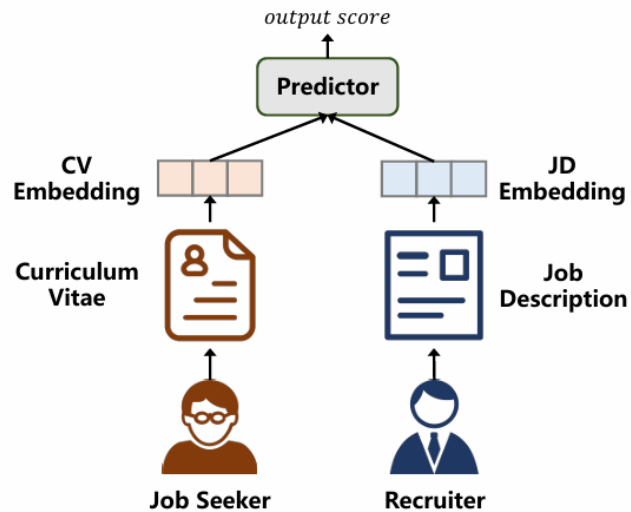 output score
Predictor
CV
Embedding
JD
Embedding
Curriculum
Vitae
Job
Description
Job Seeker
Recruiter